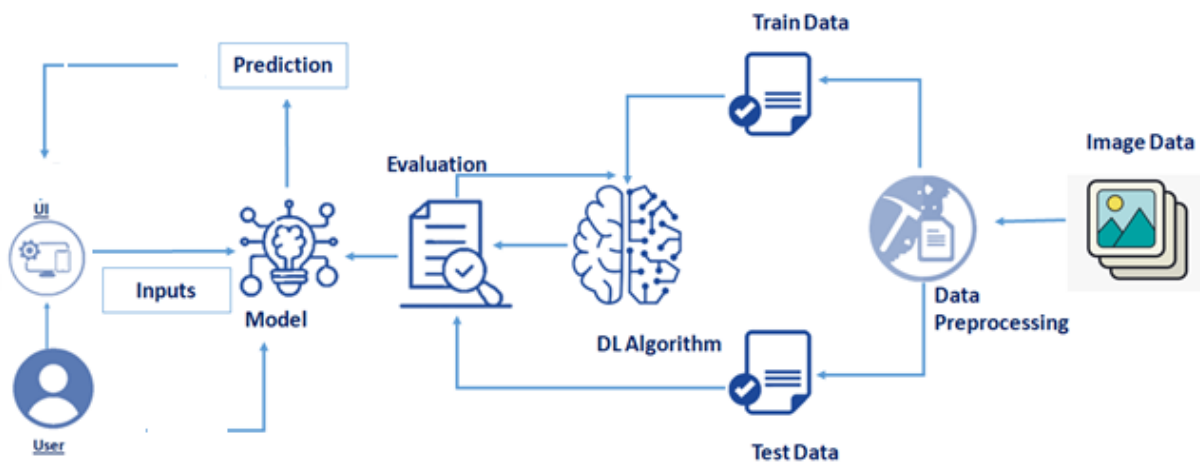 Train Data
Prediction
Image Data
Evaluation
UI
Inputs
Data
Preprocessing
Model
DL Algorithm
User
Test Data